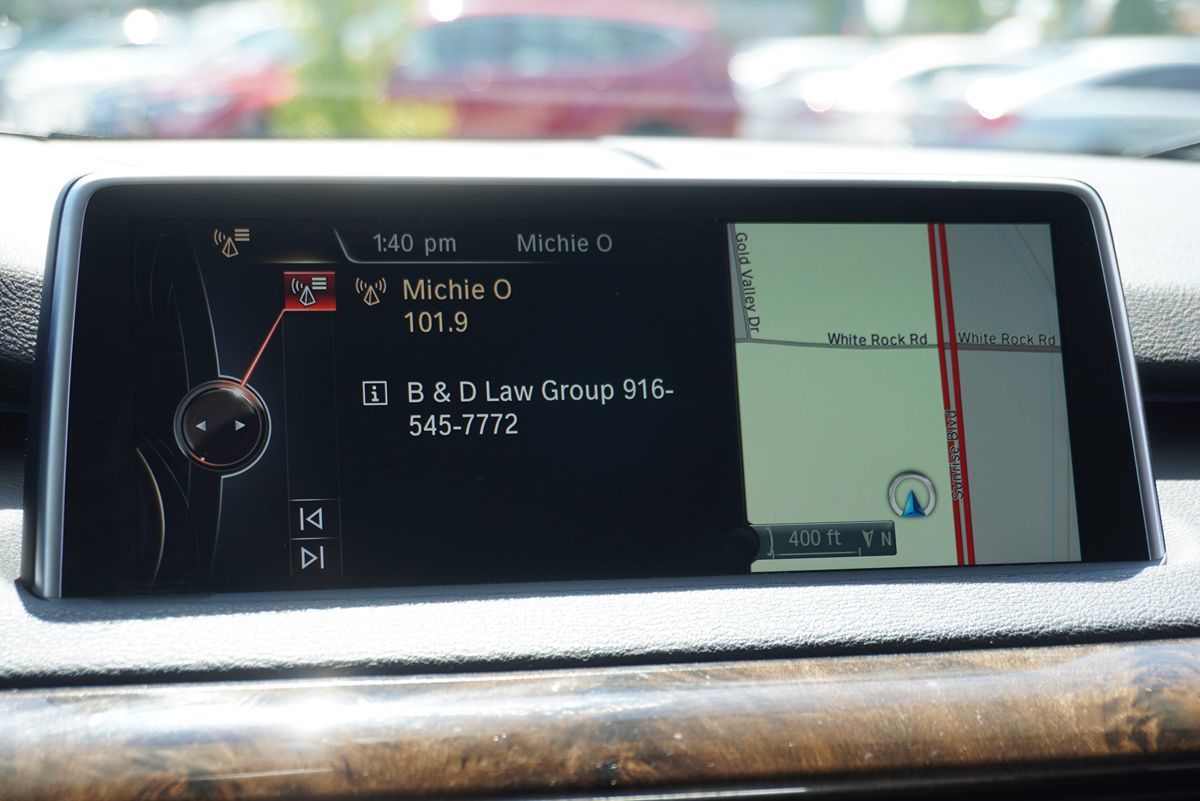 1:40 pm
Michie O
Michie O
101.9
B & D Law Group 916-
545-7772
Gold Valley Dr
White Rock Rd
White Rock Rd
Sunrise Blvd
400 ft
N